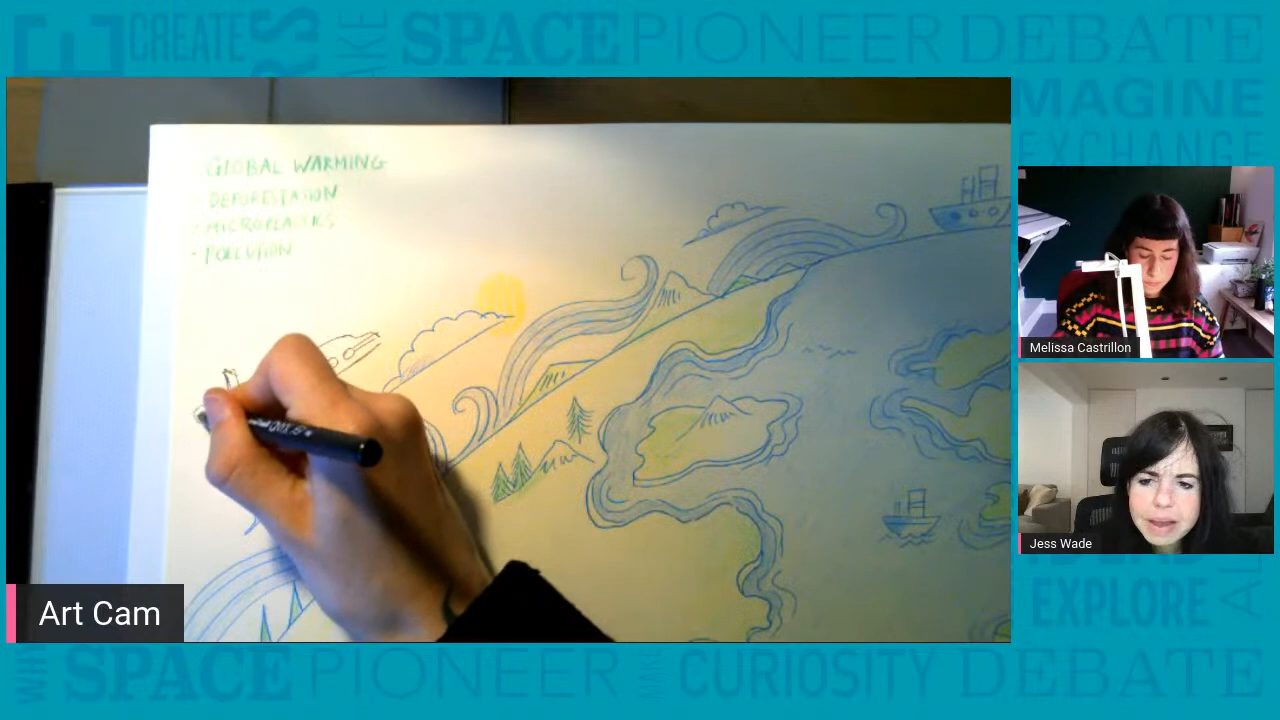 CREATE
SPACE PIONEER DEBATE
IMAGINE
EXCHANGE
GLOBAL WARMING
- DEFORESTATION
- MICROPLASTICS
- POLLUTION
Melissa Castrillon
Jess Wade
Art Cam
EXPLORE
SPACE PIONEER MAKE CURIOSITY DEBATE